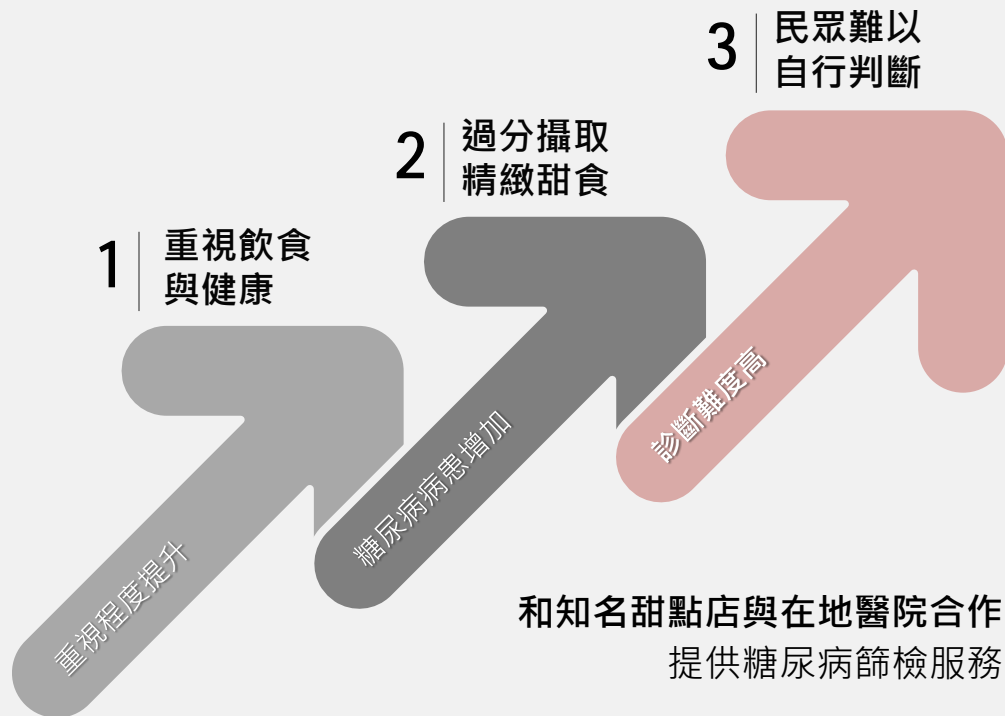 1
重視飲食
與健康
重視程度提升
2
過分攝取
精緻甜食
糖尿病病患增加
3
民眾難以
自行判斷
診斷難度高
和知名甜點店與在地醫院合作
提供糖尿病篩檢服務